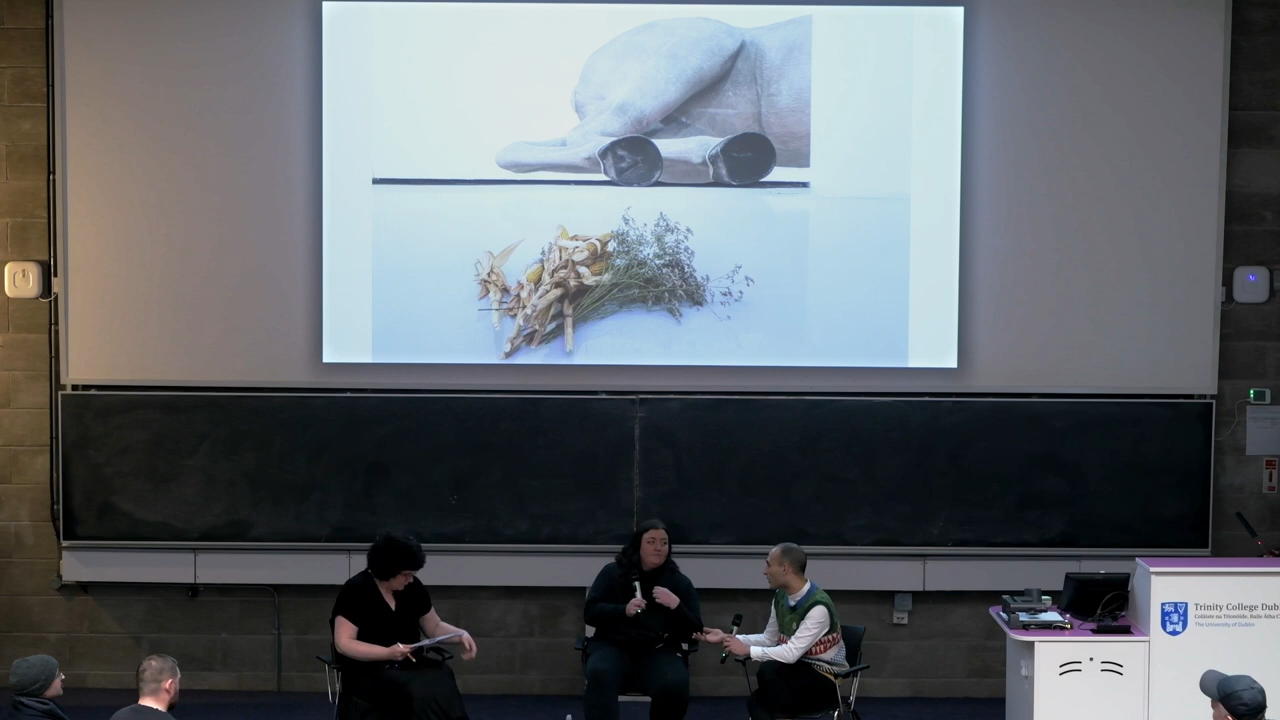 Trinity College Dub
Coláiste na Tríonóide, Baile Átha C
The University of Dublin